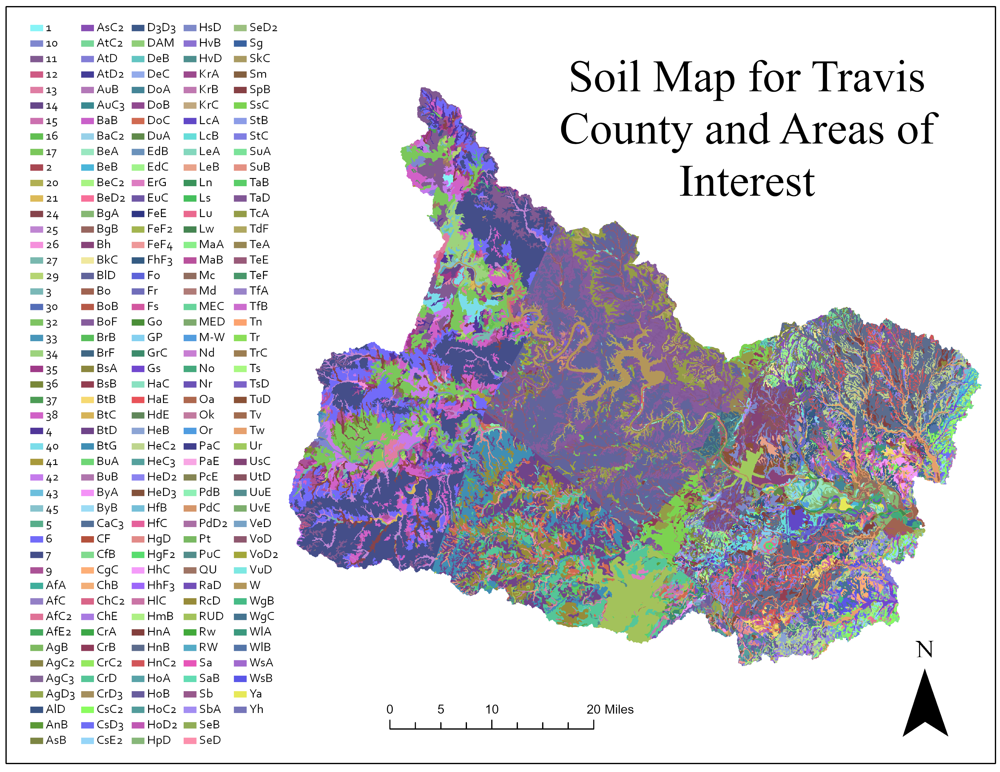 Soil Map for Travis
County and Areas of
Interest
1
10
11
12
13
14
15
16
17
2
20
21
24
25
26
27
29
3
30
32
33
34
35
36
37
38
4
40
41
42
43
45
5
6
7
9
AfA
AfC
AfC2
AfE2
AgB
AgC2
AgC3
AgD3
AlD
AnB
AsB
AsC2
AtC2
AtD
AtD2
AuB
AuC3
BaB
BaC2
BeA
BeB
BeC2
BeD2
BgA
BgB
Bh
BkC
BlD
Bo
BoB
BoF
BrB
BrF
BsA
BsB
BtB
BtC
BtD
BtG
BuA
BuB
ByA
ByB
CaC3
CF
CfB
CgC
ChB
ChC2
ChE
CrA
CrB
CrC2
CrD
CrD3
CsC2
CsD3
CsE2
D3D3
DAM
DeB
DeC
DoA
DoB
DoC
DuA
EdB
EdC
ErG
EuC
FeE
FeF2
FeF4
FhF3
Fo
Fr
Fs
Go
GP
GrC
Gs
HaC
HaE
HdE
HeB
HeC2
HeC3
HeD2
HeD3
HfB
HfC
HgD
HgF2
HhC
HhF3
HlC
HmB
HnA
HnB
HnC2
HoA
HoB
HoC2
HoD2
HpD
HsD
HvB
HvD
KrA
KrB
KrC
LcA
LcB
LeA
LeB
Ln
Ls
Lu
Lw
MaA
MaB
Mc
Md
MEC
MED
M-W
Nd
No
Nr
Oa
Ok
Or
PaC
PaE
PcE
PdB
PdC
PdD2
Pt
PuC
QU
RaD
RcD
RUD
Rw
RW
Sa
SaB
Sb
SbA
SeB
SeD
SeD2
Sg
SkC
Sm
SpB
SsC
StB
StC
SuA
SuB
TaB
TaD
TcA
TdF
TeA
TeE
TeF
TfA
TfB
Tn
Tr
TrC
Ts
TsD
TuD
Tv
Tw
Ur
UsC
UtD
UuE
UvE
VeD
VoD
VoD2
VuD
W
WgB
WgC
WlA
WlB
WsA
WsB
Ya
Yh
0 5 10 20 Miles
N